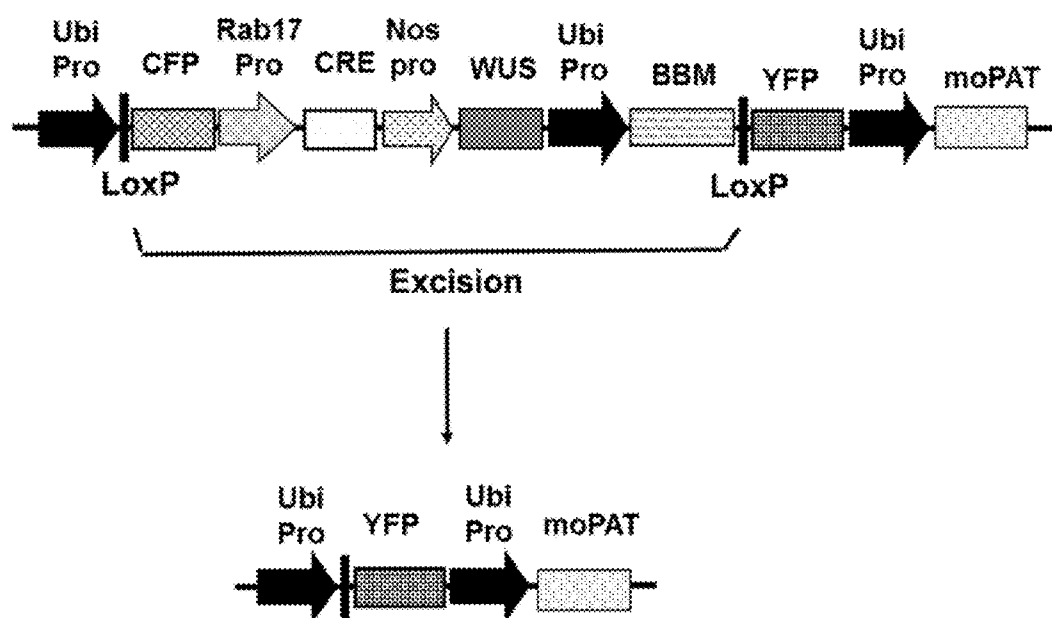 Ubi Pro
CFP
Rab17 Pro
CRE
Nos pro
WUS
Ubi Pro
BBM
YFP
Ubi Pro
moPAT
LoxP
LoxP
Excision
Ubi Pro
YFP
Ubi Pro
moPAT